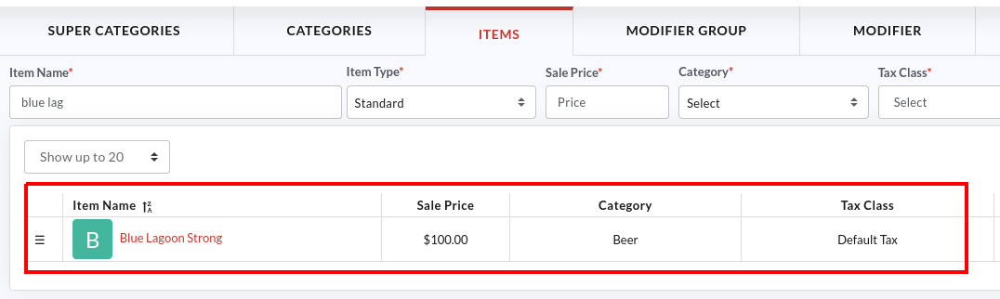 SUPER CATEGORIES CATEGORIES ITEMS MODIFIER GROUP MODIFIER
Item Name* Item Type* Sale Price* Category* Tax Class*
blue lag Standard Price Select Select
Show up to 20
Item Name Sale Price Category Tax Class
B Blue Lagoon Strong $100.00 Beer Default Tax